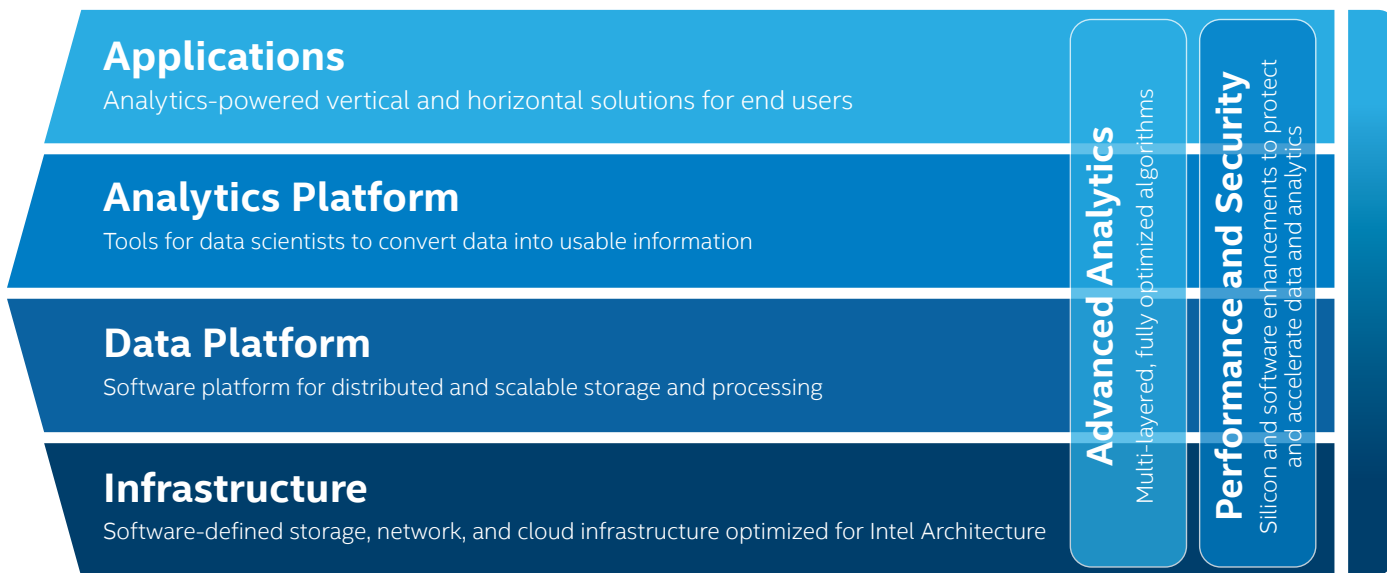 Applications
Analytics-powered vertical and horizontal solutions for end users
Analytics Platform
Tools for data scientists to convert data into usable information
Data Platform
Software platform for distributed and scalable storage and processing
Infrastructure
Software-defined storage, network, and cloud infrastructure optimized for Intel Architecture
Advanced Analytics
Multi-layered, fully optimized algorithms
Performance and Security
Silicon and software enhancements to protect
and accelerate data and analytics